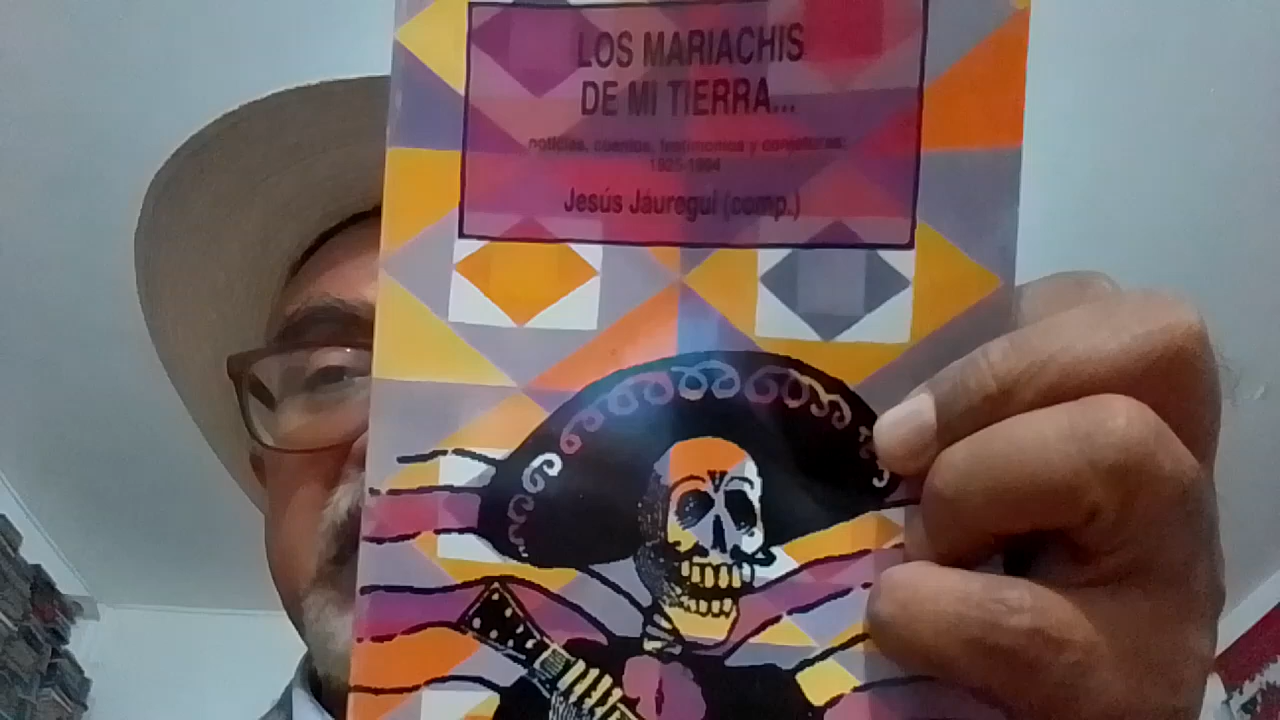 LOS MARIACHIS
DE MI TIERRA...
noticias, cuentos, testimonios y conjeturas:
1925-1994
Jesús Jáuregui (comp.)